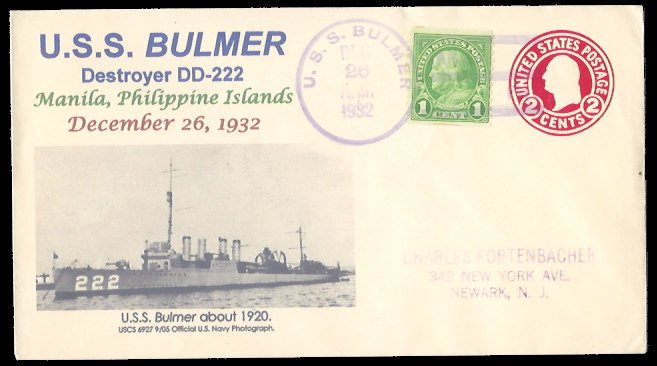 U.S.S. BULMER
Destroyer DD-222
Manila, Philippine Islands
December 26, 1932
U. S. S. BULMER
DEC
26
A.M.
1932
UNITED STATES POSTAGE
1 CENT 1
UNITED STATES POSTAGE
2 CENTS 2
222
U.S.S. Bulmer about 1920.
USCS 6927 9/05 Official U.S. Navy Photograph.
CHARLES FORTENBACHER
342 NEW YORK AVE.
NEWARK, N. J.